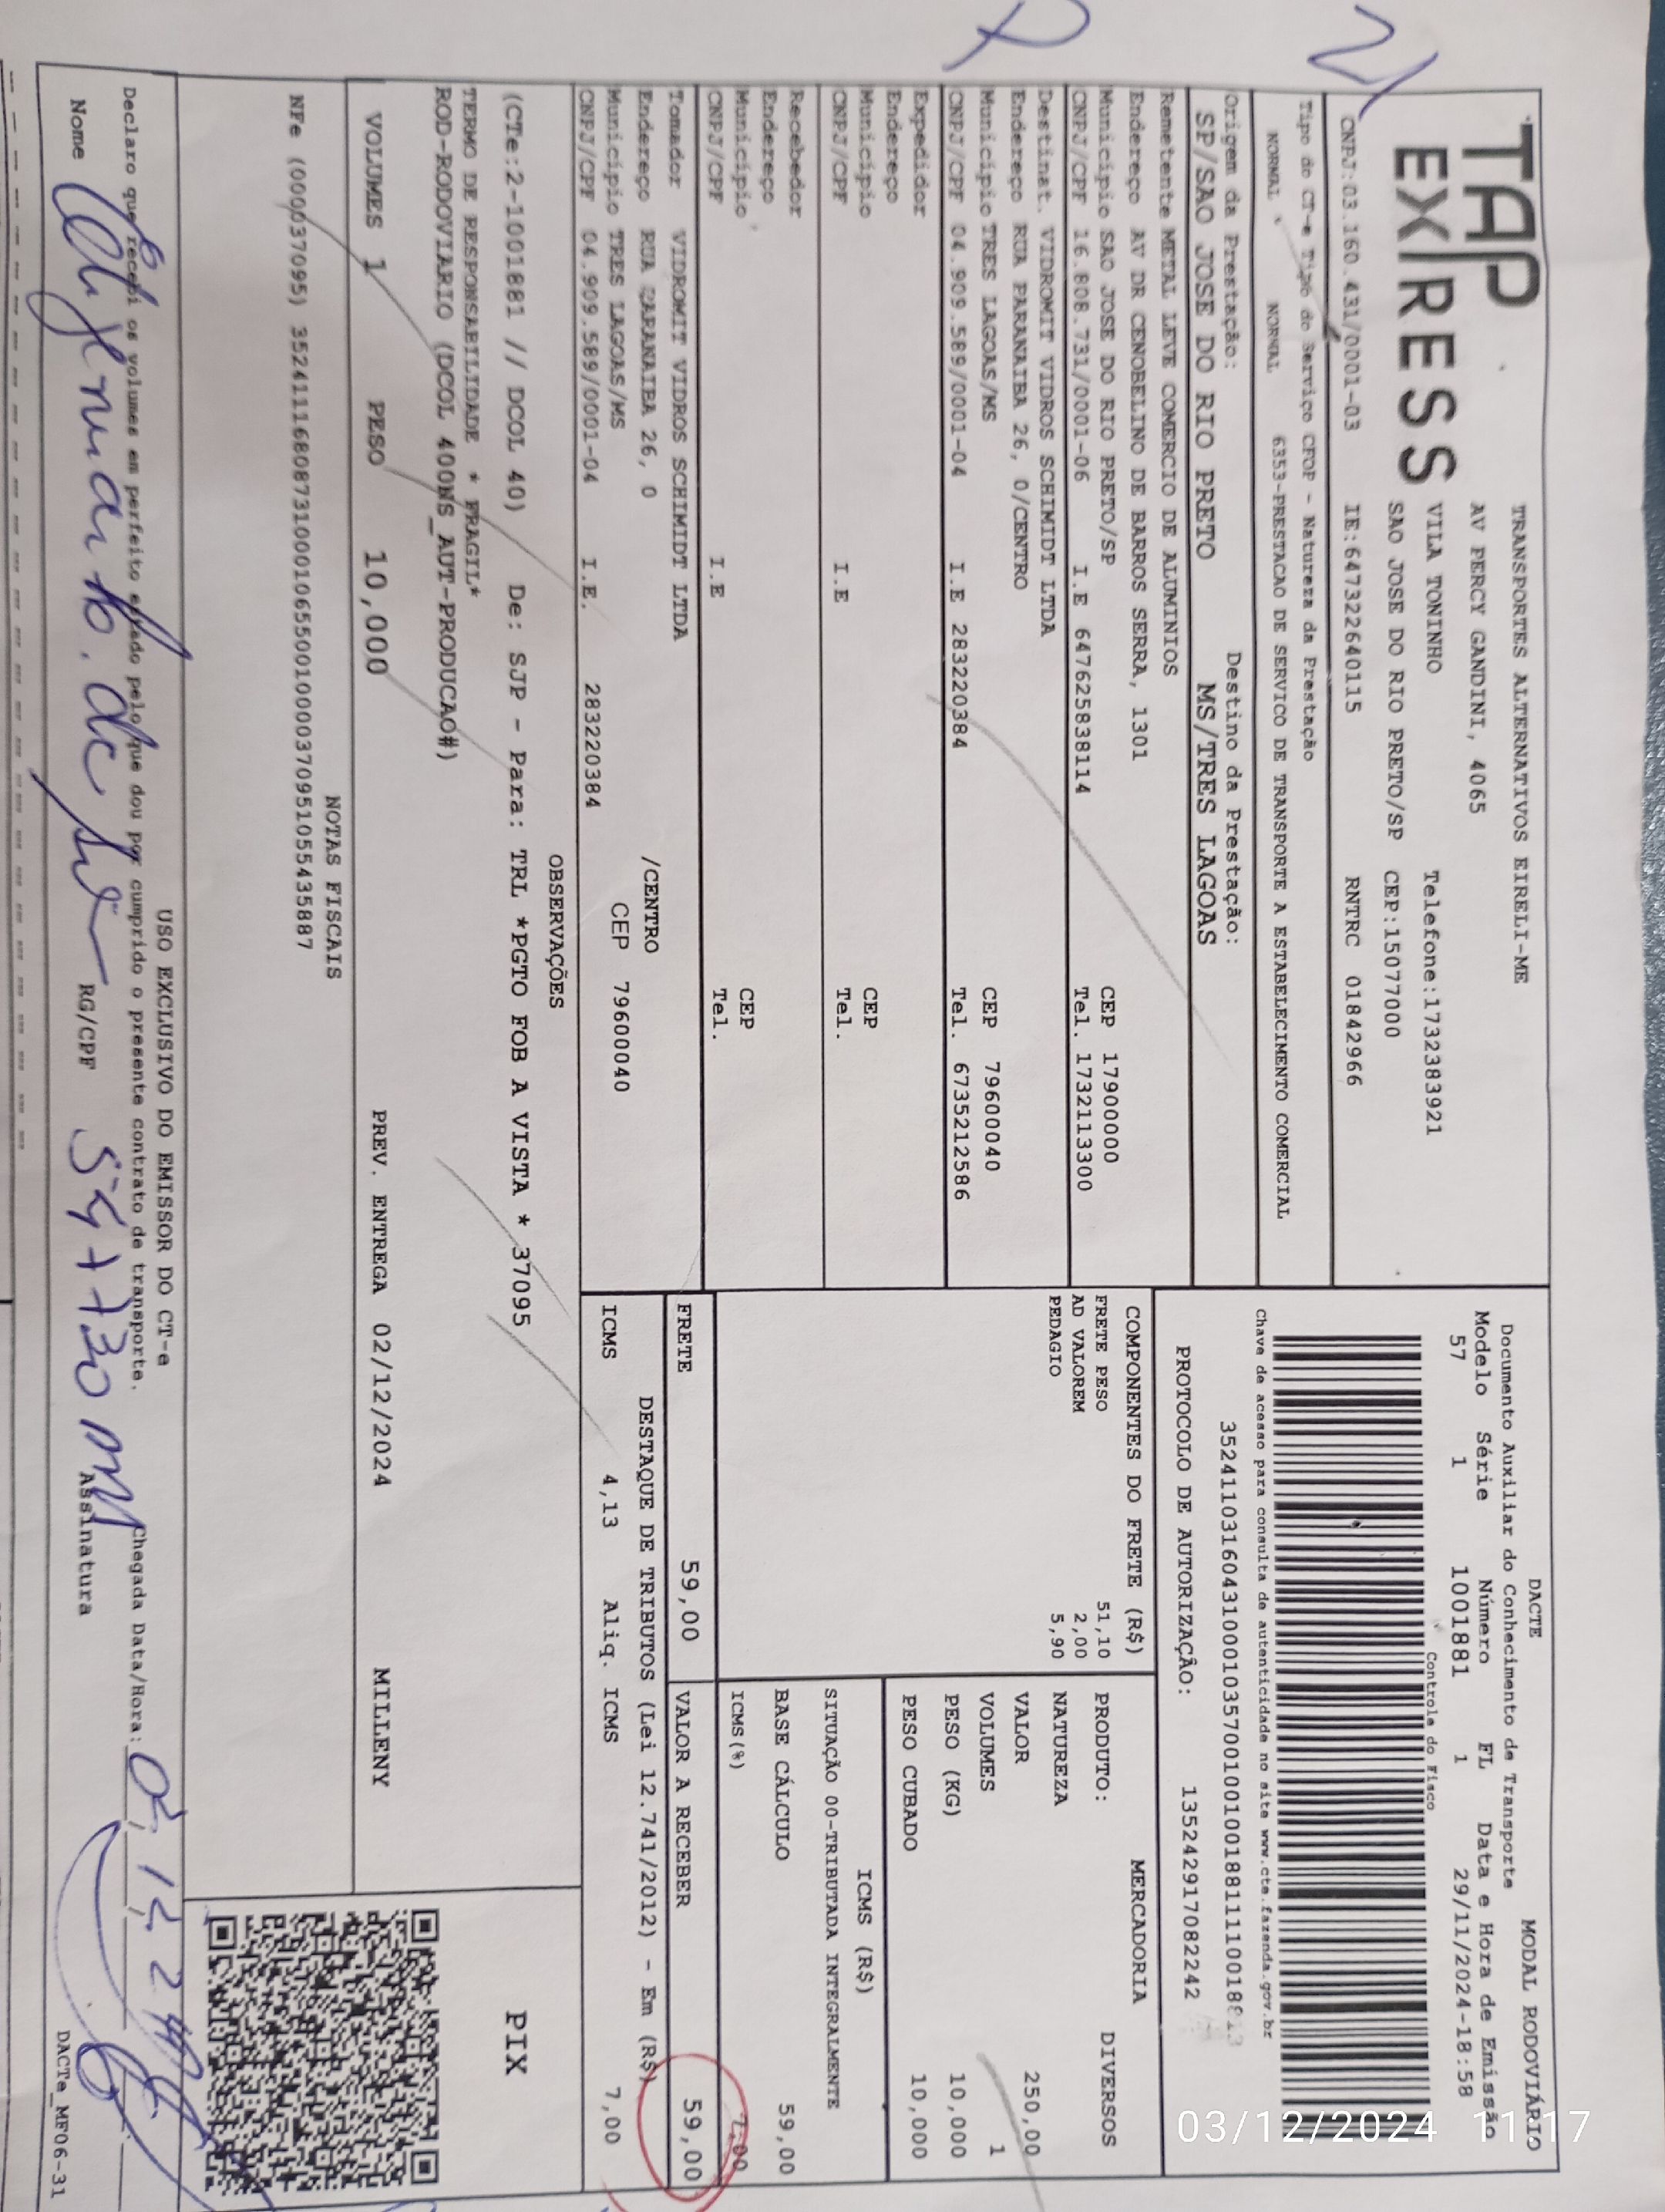 TAP
EX/RESS
TRANSPORTES ALTERNATIVOS EIRELI-ME
AV PERCY GANDINI, 4065
VILA TONINHO Telefone:1732383921
SAO JOSE DO RIO PRETO/SP CEP:15077000
CNPJ:03.160.431/0001-03 IE:647322640115 RNTRC 01842966
Tipo do CT-e Tipo do Serviço CFOP - Natureza da Prestação
NORMAL NORMAL 6353-PRESTACAO DE SERVICO DE TRANSPORTE A ESTABELECIMENTO COMERCIAL
Origem da Prestação: Destino da Prestação:
SP/SAO JOSE DO RIO PRETO MS/TRES LAGOAS
Remetente METAL LEVE COMERCIO DE ALUMINIOS
Endereço AV DR CENOBELINO DE BARROS SERRA, 1301
Município SAO JOSE DO RIO PRETO/SP CEP 17900000
CNPJ/CPF 16.808.731/0001-06 I.E 647625838114 Tel. 1732113300
Destinat. VIDROMIT VIDROS SCHIMIDT LTDA
Endereço RUA PARANAIBA 26, 0/CENTRO
Município TRES LAGOAS/MS CEP 79600040
CNPJ/CPF 04.909.589/0001-04 I.E 283220384 Tel. 6735212586
Expedidor
Endereço
Município CEP
CNPJ/CPF I.E Tel.
Recebedor
Endereço
Município CEP
CNPJ/CPF I.E Tel.
Tomador VIDROMIT VIDROS SCHIMIDT LTDA
Endereço RUA PARANAIBA 26, 0 /CENTRO
Município TRES LAGOAS/MS CEP 79600040
CNPJ/CPF 04.909.589/0001-04 I.E. 283220384
DACTE MODAL RODOVIÁRIO
Documento Auxiliar do Conhecimento de Transporte
Modelo Série Número FL Data e Hora de Emissão
57 1 1001881 1 29/11/2024-18:58
Controle do Fisco
Chave de acesso para consulta de autenticidade no site www.cte.fazenda.gov.br
PROTOCOLO DE AUTORIZAÇÃO: 135242917082242
COMPONENTES DO FRETE (R$)
FRETE PESO 51,10
AD VALOREM 2,00
PEDAGIO 5,90
MERCADORIA
PRODUTO: DIVERSOS
NATUREZA
VALOR 250,00
VOLUMES 1
PESO (KG) 10,000
PESO CUBADO 10,000
ICMS (R$)
SITUAÇÃO 00-TRIBUTADA INTEGRALMENTE
BASE CÁLCULO 59,00
ICMS(%) 7,00
FRETE 59,00 VALOR A RECEBER 59,00
DESTAQUE DE TRIBUTOS (Lei 12.741/2012) - Em (R$)
ICMS 4,13 Aliq. ICMS 7,00
OBSERVAÇÕES
(CTe:2-1001881 // DCOL 40) De: SJP - Para: TRL *PGTO FOB A VISTA * 37095
TERMO DE RESPONSABILIDADE * FRAGIL*
ROD-RODOVIARIO (DCOL 400NS_AUT-PRODUCAO#)
PIX
VOLUMES 1 PESO 10,000 PREV. ENTREGA 02/12/2024 MILLENY
NOTAS FISCAIS
NFe (000037095) 35241116808731000106550010000370951055435887
USO EXCLUSIVO DO EMISSOR DO CT-e
Declaro que recebi os volumes em perfeito estado pelo que dou por cumprido o presente contrato de transporte. Chegada Data/Hora:
Nome RG/CPF Assinatura
DACTe_MF06-31
03/12/2024 11:17